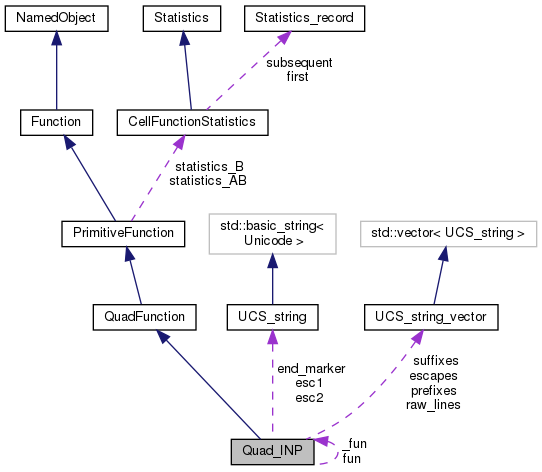 NamedObject
Statistics
Statistics_record
subsequent
first
Function
CellFunctionStatistics
statistics_B
statistics_AB
PrimitiveFunction
std::basic_string<
Unicode >
std::vector< UCS_string >
QuadFunction
UCS_string
UCS_string_vector
end_marker
esc1
esc2
suffixes
escapes
prefixes
raw_lines
Quad_INP
_fun
fun